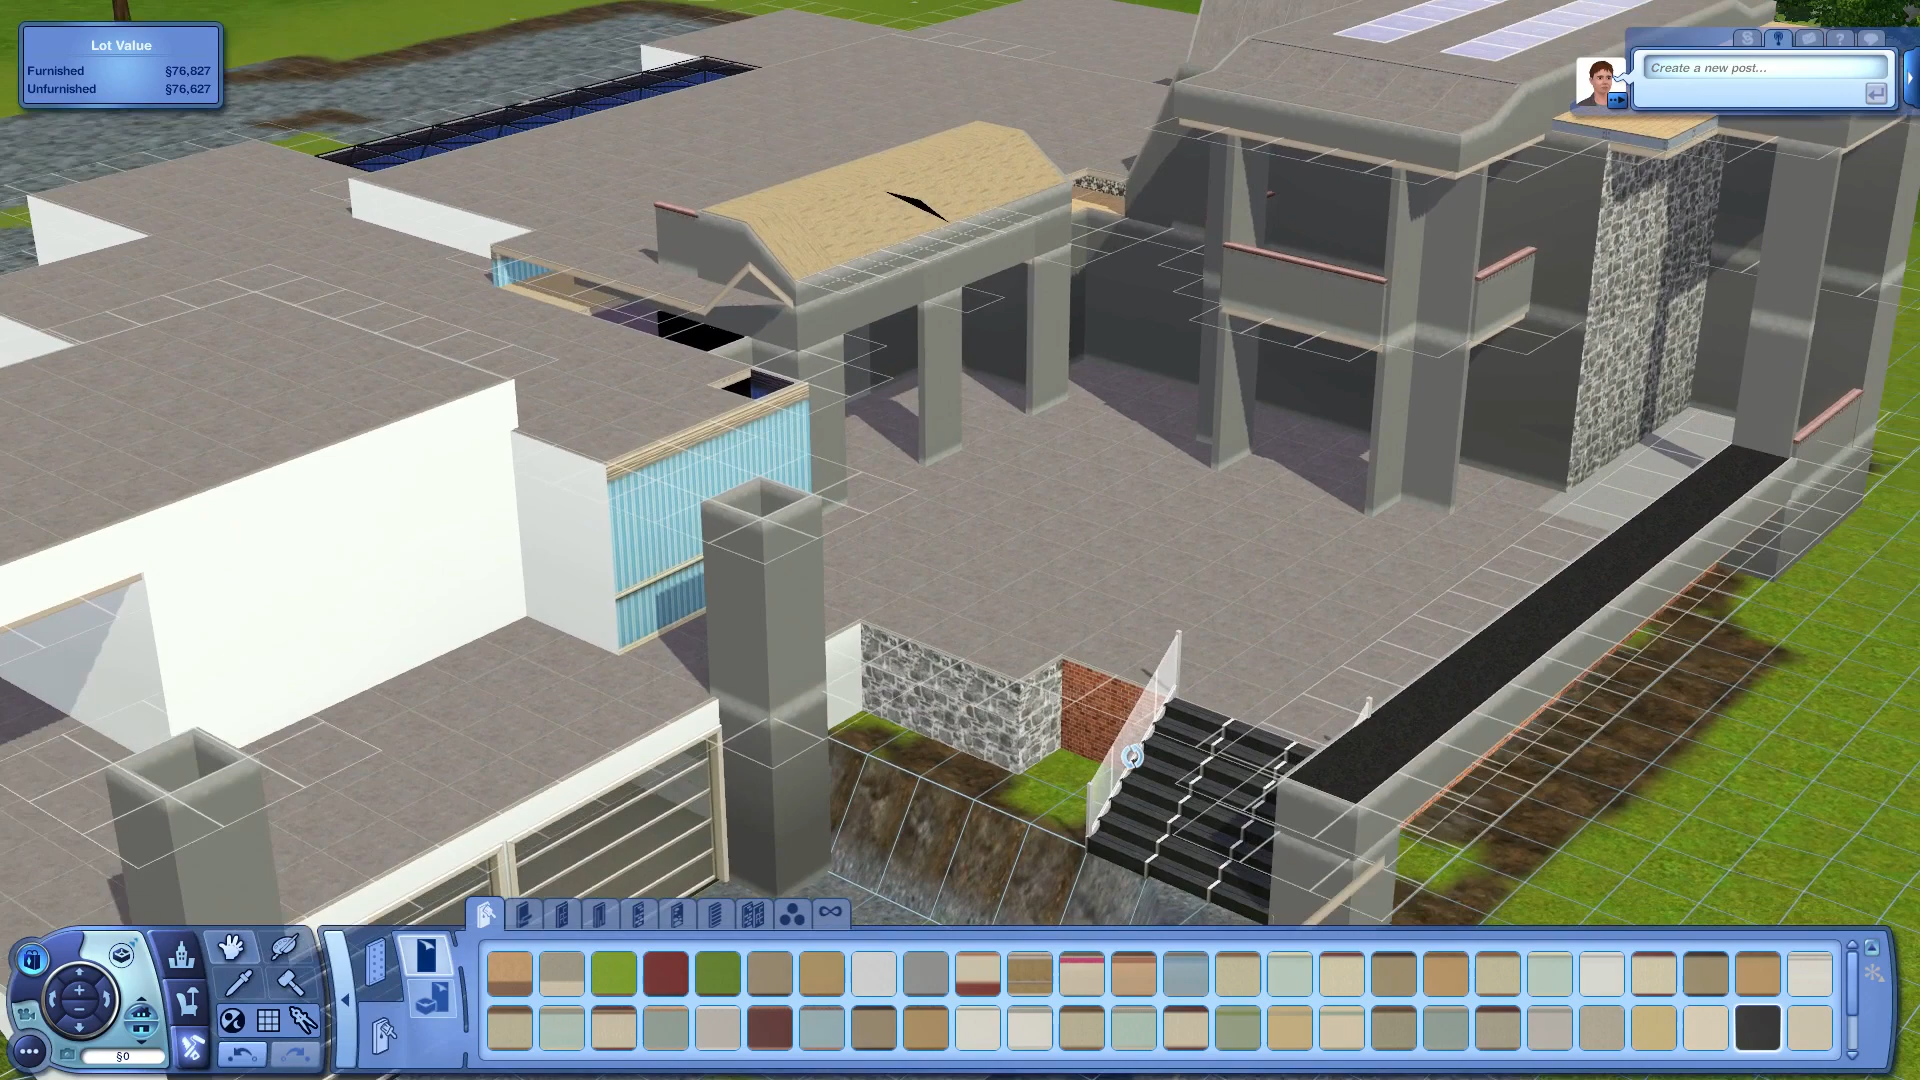 Lot Value
Furnished §76,827
Unfurnished §76,627
Create a new post...
§0